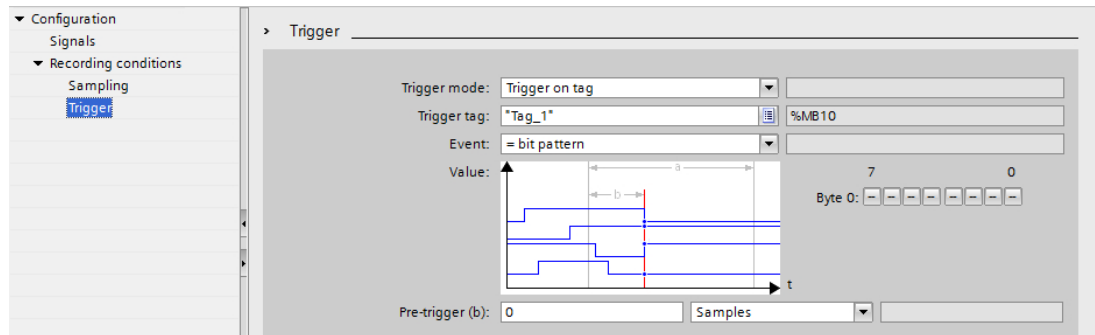 Configuration
Signals
Recording conditions
Sampling
Trigger
> Trigger
Trigger mode: Trigger on tag
Trigger tag: "Tag_1" %MB10
Event: = bit pattern
Value: a 7 0
b Byte 0: – – – – – – – –
t
Pre-trigger (b): 0 Samples